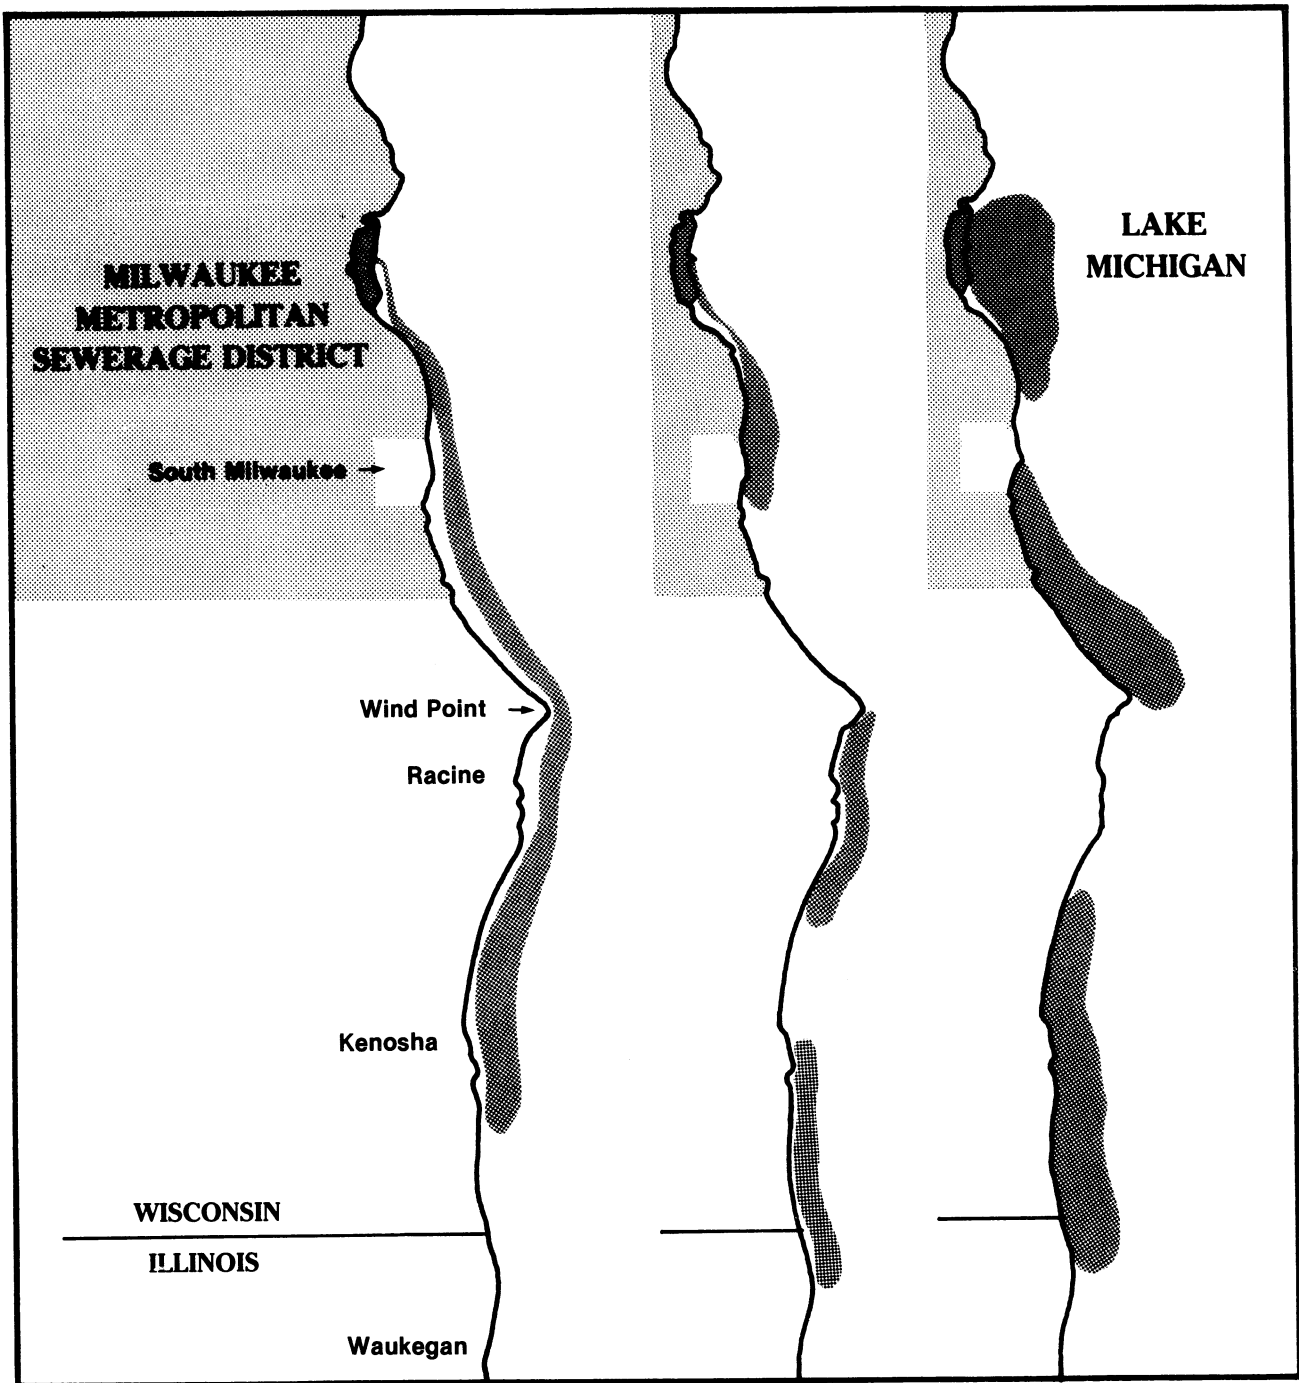 LAKE
MICHIGAN
MILWAUKEE
METROPOLITAN
SEWERAGE DISTRICT
South Milwaukee
Wind Point
Racine
Kenosha
WISCONSIN
ILLINOIS
Waukegan